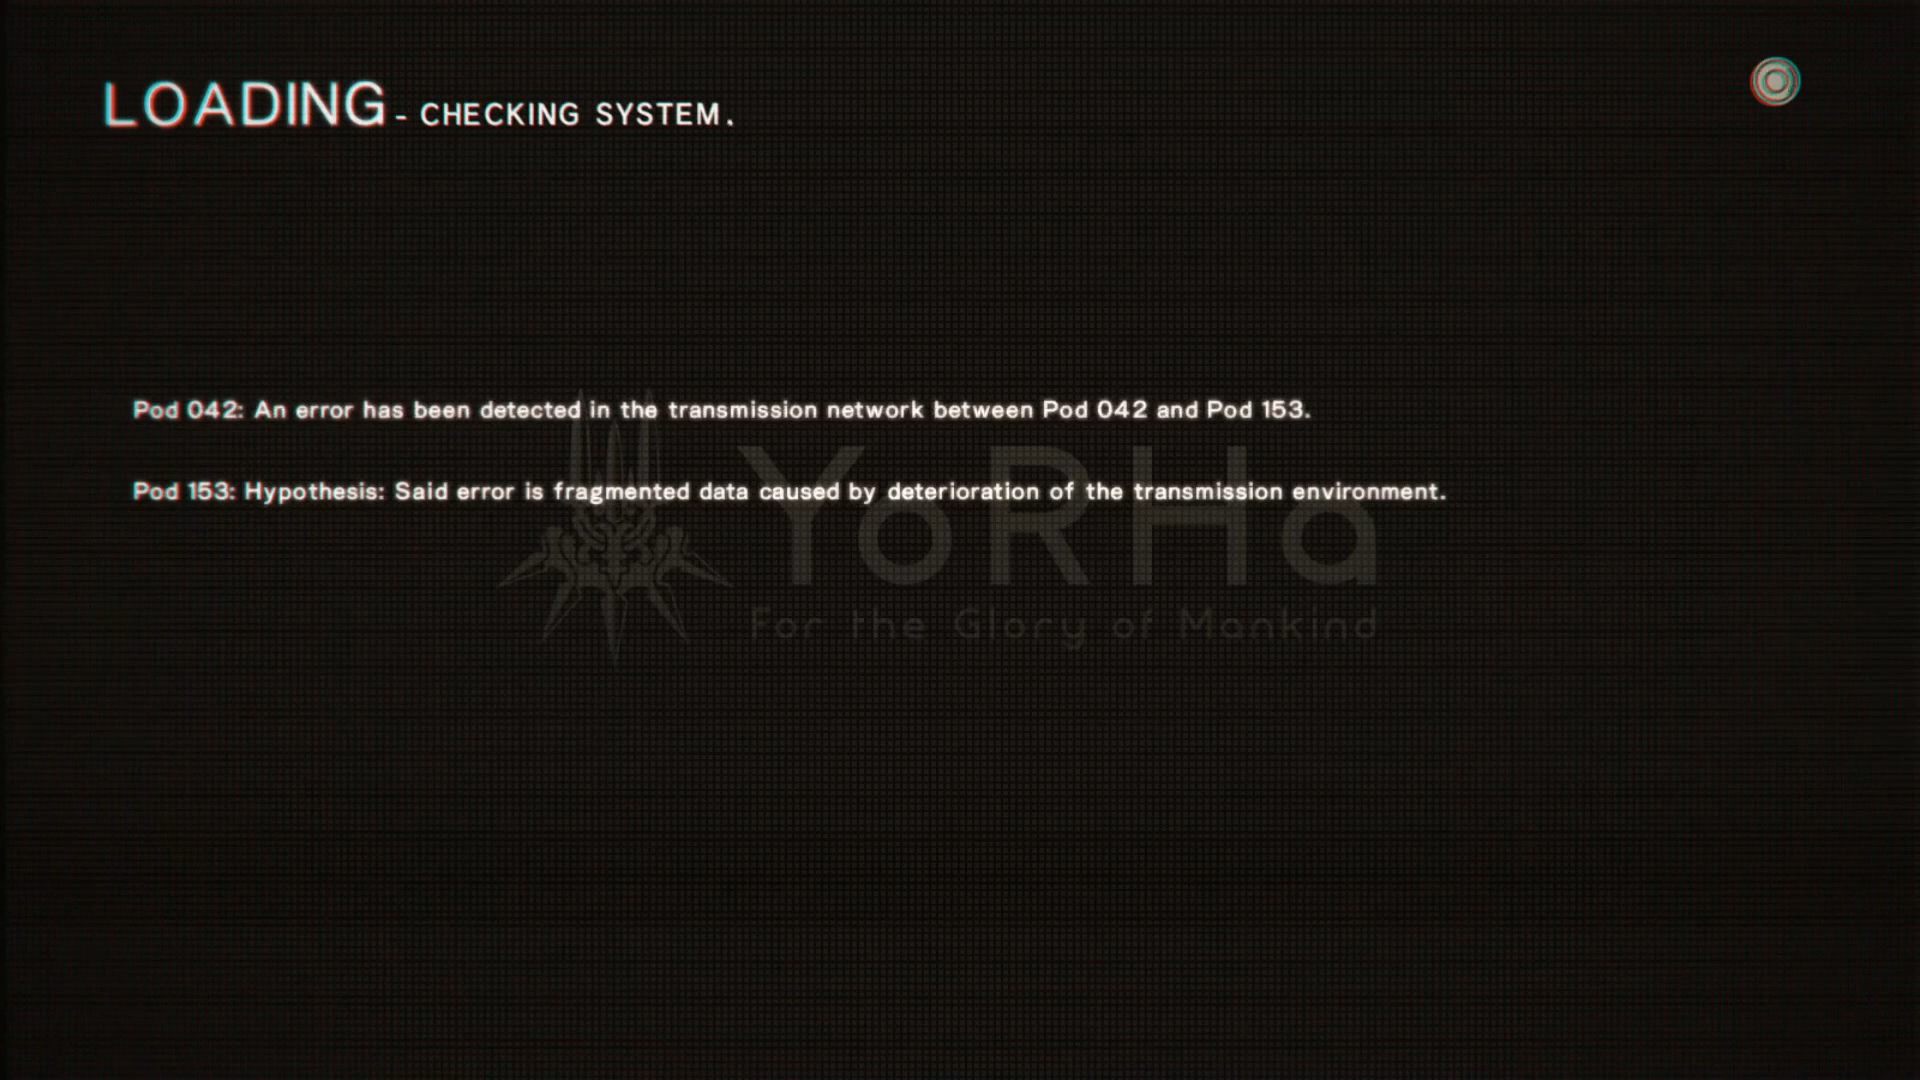 LOADING - CHECKING SYSTEM.
Pod 042: An error has been detected in the transmission network between Pod 042 and Pod 153.
Pod 153: Hypothesis: Said error is fragmented data caused by deterioration of the transmission environment.
YoRHa
For the Glory of Mankind